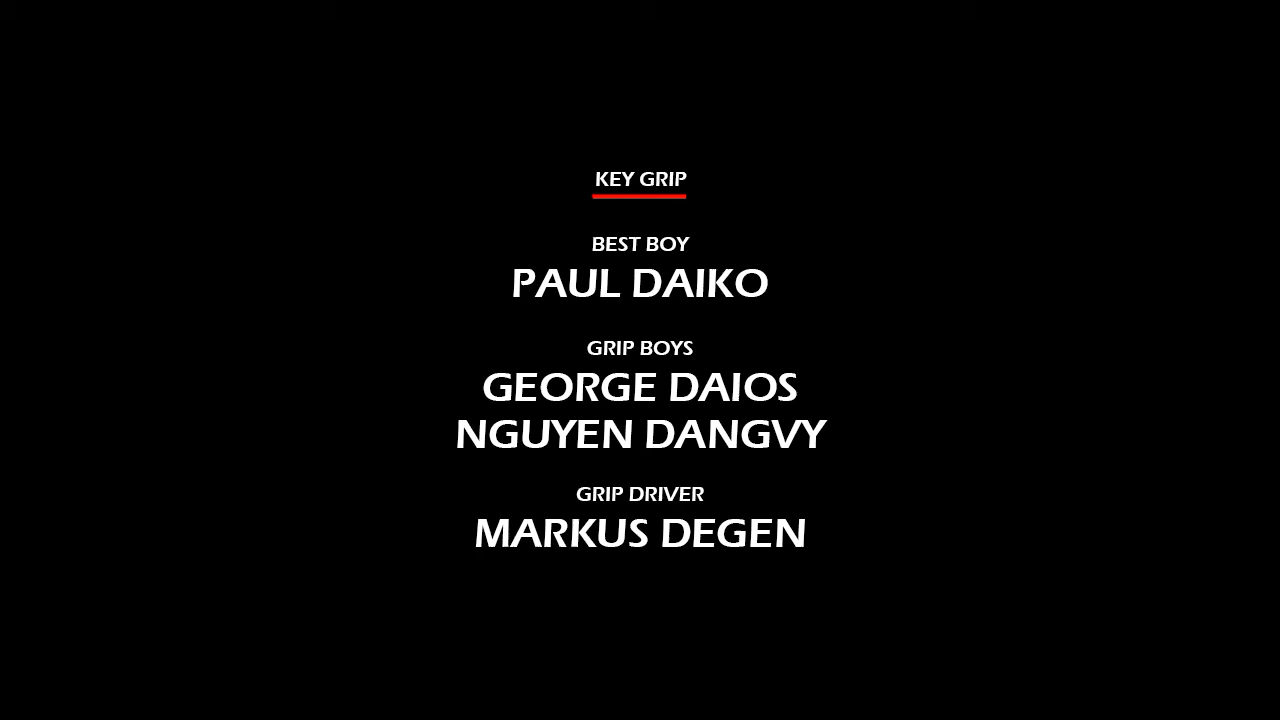 KEY GRIP
BEST BOY
PAUL DAIKO
GRIP BOYS
GEORGE DAIOS
NGUYEN DANGVY
GRIP DRIVER
MARKUS DEGEN